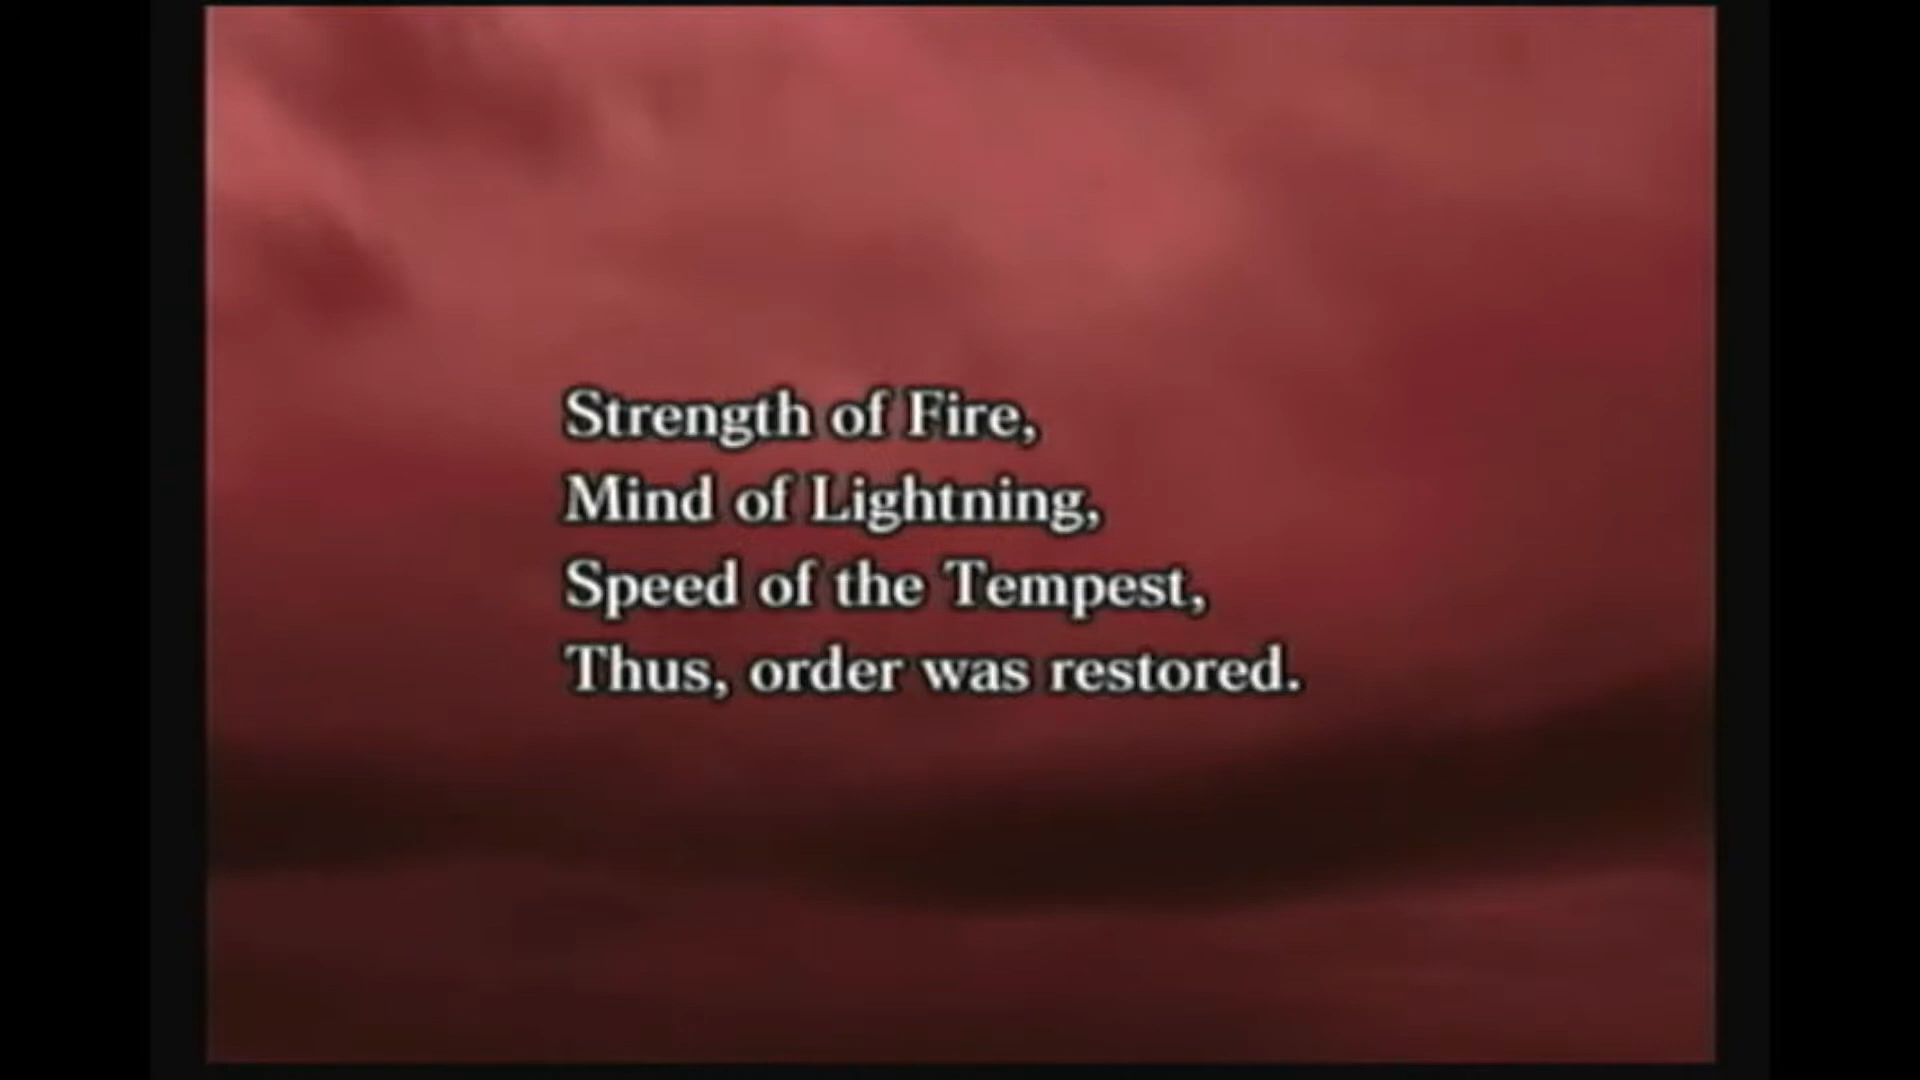 Strength of Fire,
Mind of Lightning,
Speed of the Tempest,
Thus, order was restored.